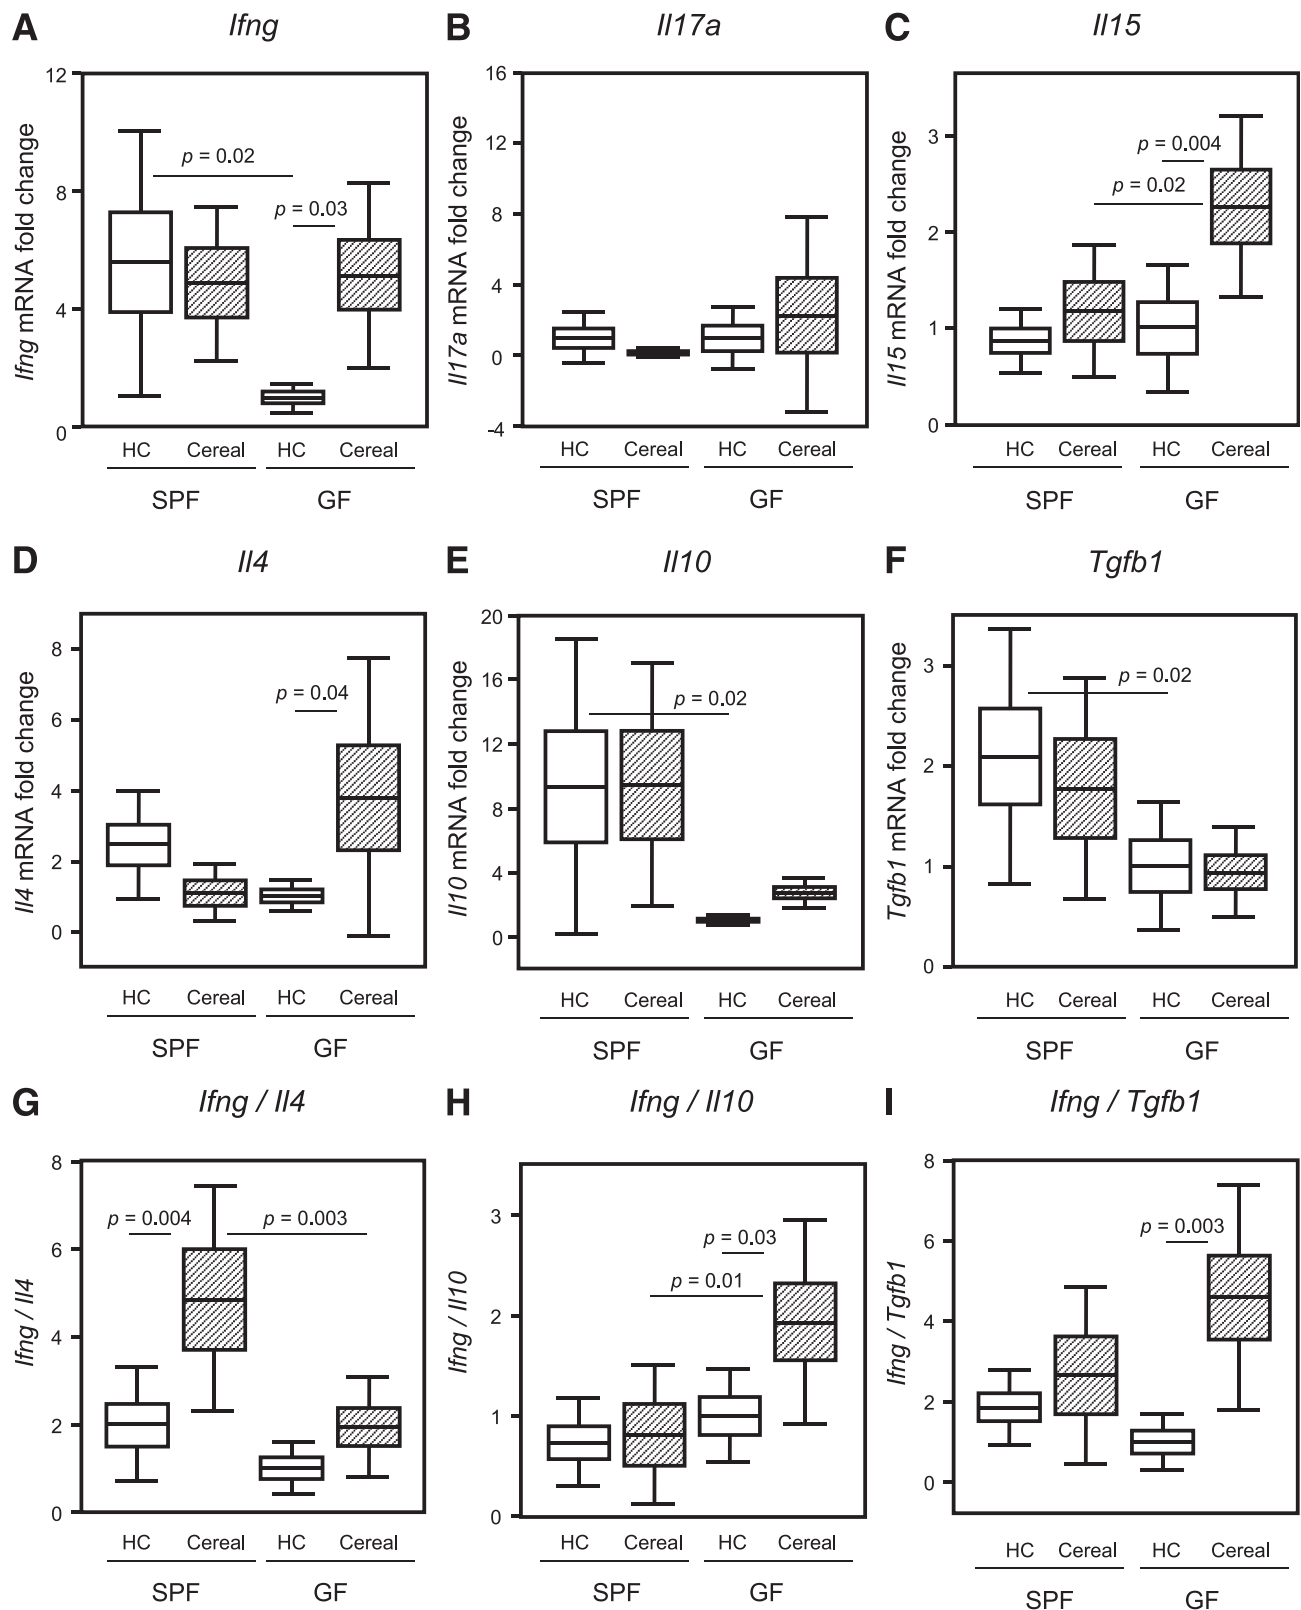 A Ifng
B Il17a
C Il15
Ifng mRNA fold change
12
8
4
0
p = 0.02
p = 0.03
HC Cereal HC Cereal
SPF GF
Il17a mRNA fold change
16
12
8
4
0
-4
HC Cereal HC Cereal
SPF GF
Il15 mRNA fold change
3
2
1
0
p = 0.004
p = 0.02
HC Cereal HC Cereal
SPF GF
D Il4
E Il10
F Tgfb1
Il4 mRNA fold change
8
6
4
2
0
p = 0.04
HC Cereal HC Cereal
SPF GF
Il10 mRNA fold change
20
16
12
8
4
0
p = 0.02
HC Cereal HC Cereal
SPF GF
Tgfb1 mRNA fold change
3
2
1
0
p = 0.02
HC Cereal HC Cereal
SPF GF
G Ifng / Il4
H Ifng / Il10
I Ifng / Tgfb1
Ifng / Il4
8
6
4
2
0
p = 0.004
p = 0.003
HC Cereal HC Cereal
SPF GF
Ifng / Il10
3
2
1
0
p = 0.03
p = 0.01
HC Cereal HC Cereal
SPF GF
Ifng / Tgfb1
8
6
4
2
0
p = 0.003
HC Cereal HC Cereal
SPF GF